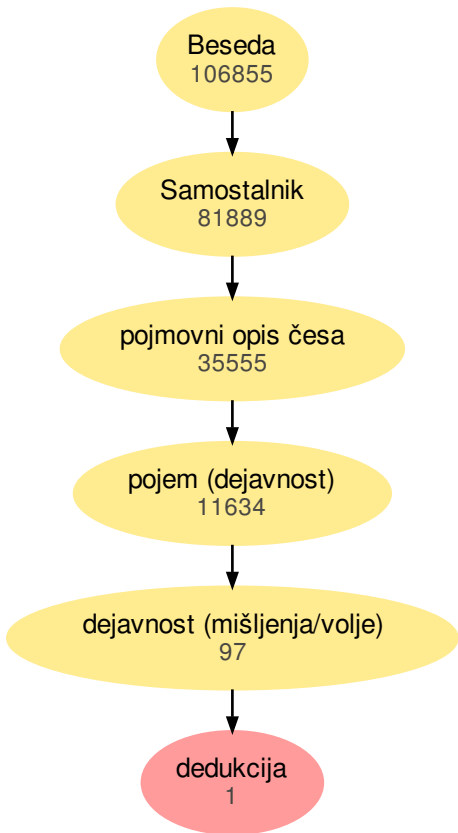 Beseda
106855
Samostalnik
81889
pojmovni opis česa
35555
pojem (dejavnost)
11634
dejavnost (mišljenja/volje)
97
dedukcija
1